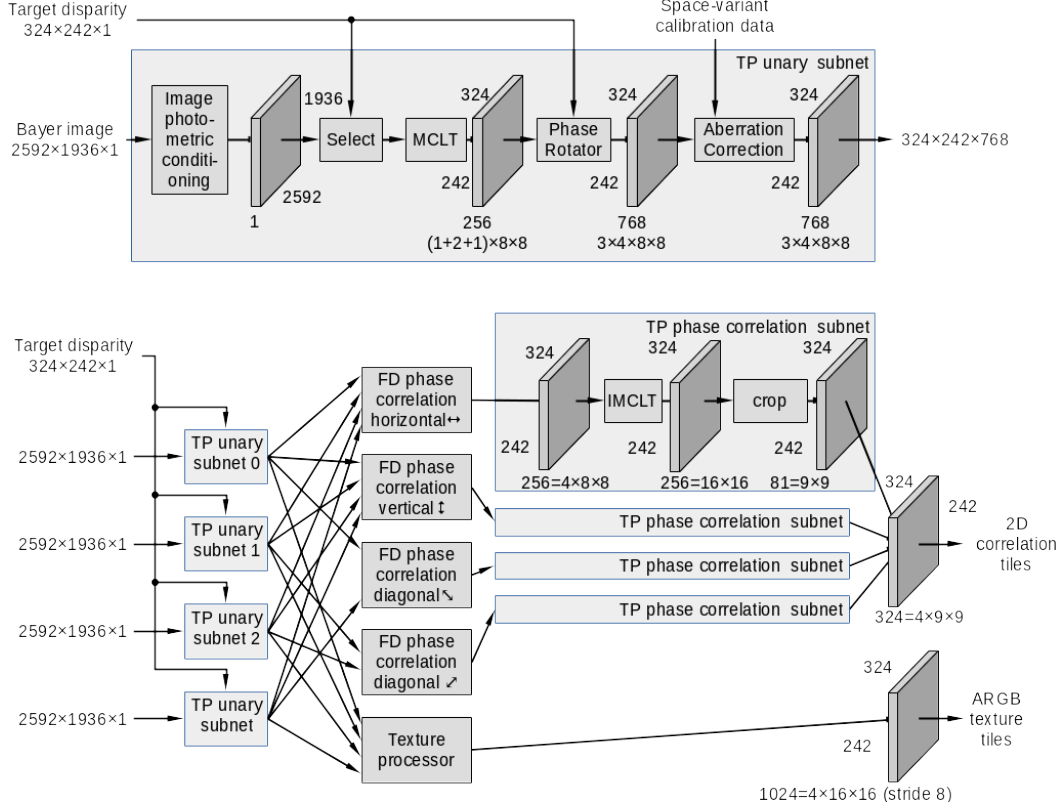 Target disparity
324×242×1
Space-variant
calibration data
TP unary subnet
Bayer image
2592×1936×1
Image
photo-
metric
conditi-
oning
1936
2592
1
Select
MCLT
324
242
256
(1+2+1)×8×8
Phase
Rotator
324
242
768
3×4×8×8
Aberration
Correction
324
242
768
3×4×8×8
324×242×768
Target disparity
324×242×1
2592×1936×1
TP unary
subnet 0
2592×1936×1
TP unary
subnet 1
2592×1936×1
TP unary
subnet 2
2592×1936×1
TP unary
subnet
FD phase
correlation
horizontal↔
FD phase
correlation
vertical↕
FD phase
correlation
diagonal⤡
FD phase
correlation
diagonal ⤢
Texture
processor
TP phase correlation subnet
324
242
256=4×8×8
IMCLT
324
242
256=16×16
crop
324
242
81=9×9
TP phase correlation subnet
TP phase correlation subnet
TP phase correlation subnet
324
242
324=4×9×9
2D
correlation
tiles
324
242
1024=4×16×16 (stride 8)
ARGB
texture
tiles